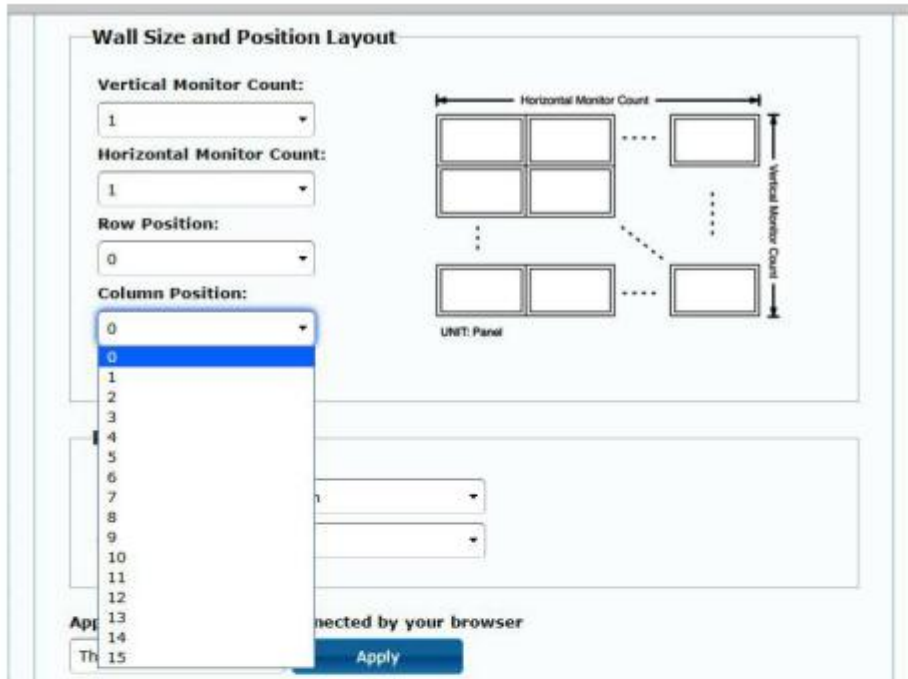 Wall Size and Position Layout
Vertical Monitor Count:
1
Horizontal Monitor Count:
1
Row Position:
0
Column Position:
0
0
1
2
3
4
5
6
7
8
9
10
11
12
13
14
15
Horizontal Monitor Count
Vertical Monitor Count
UNIT: Panel
nected by your browser
Apply